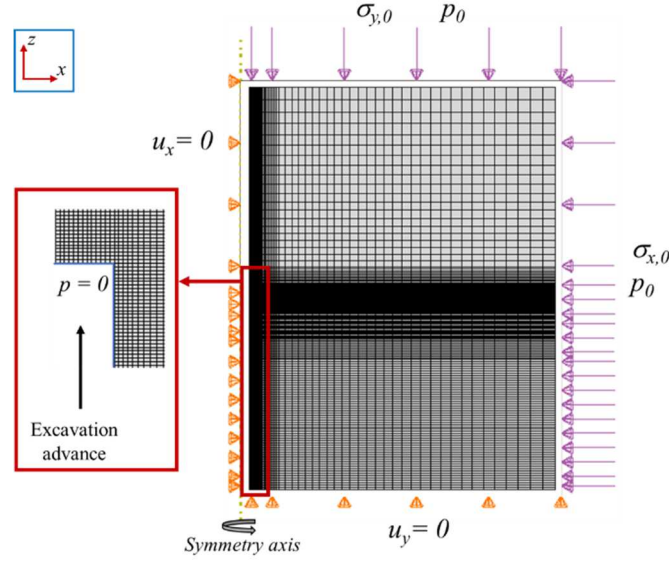 σy,0 p0
z
x
ux = 0
σx,0
p0
p = 0
Excavation
advance
Symmetry axis
uy = 0